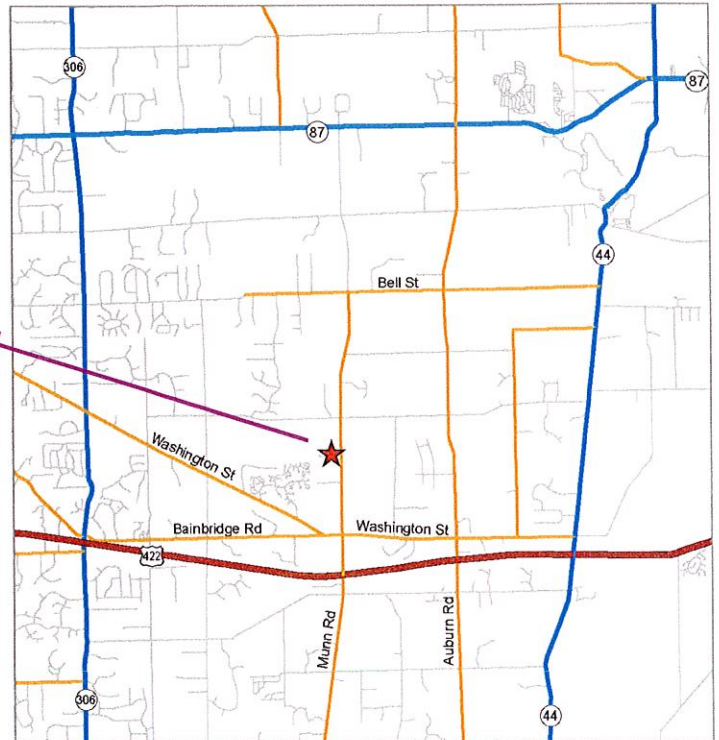 306
87
87
44
Bell St
Washington St
Bainbridge Rd
Washington St
422
Munn Rd
Auburn Rd
306
44